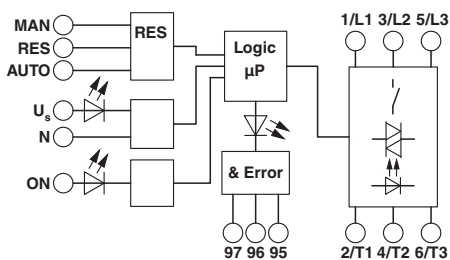 MAN
RES
AUTO
RES
Us
N
ON
Logic
µP
& Error
97 96 95
1/L1 3/L2 5/L3
2/T1 4/T2 6/T3